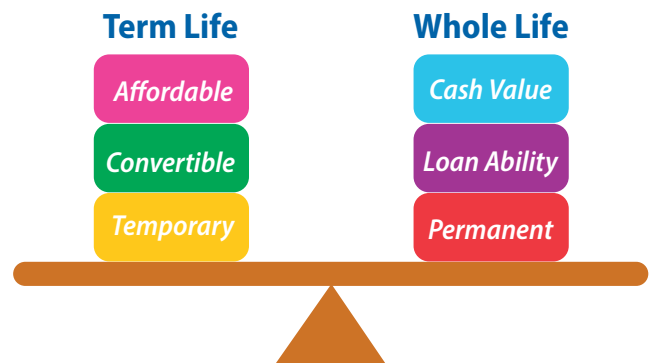 Term Life
Affordable
Convertible
Temporary
Whole Life
Cash Value
Loan Ability
Permanent